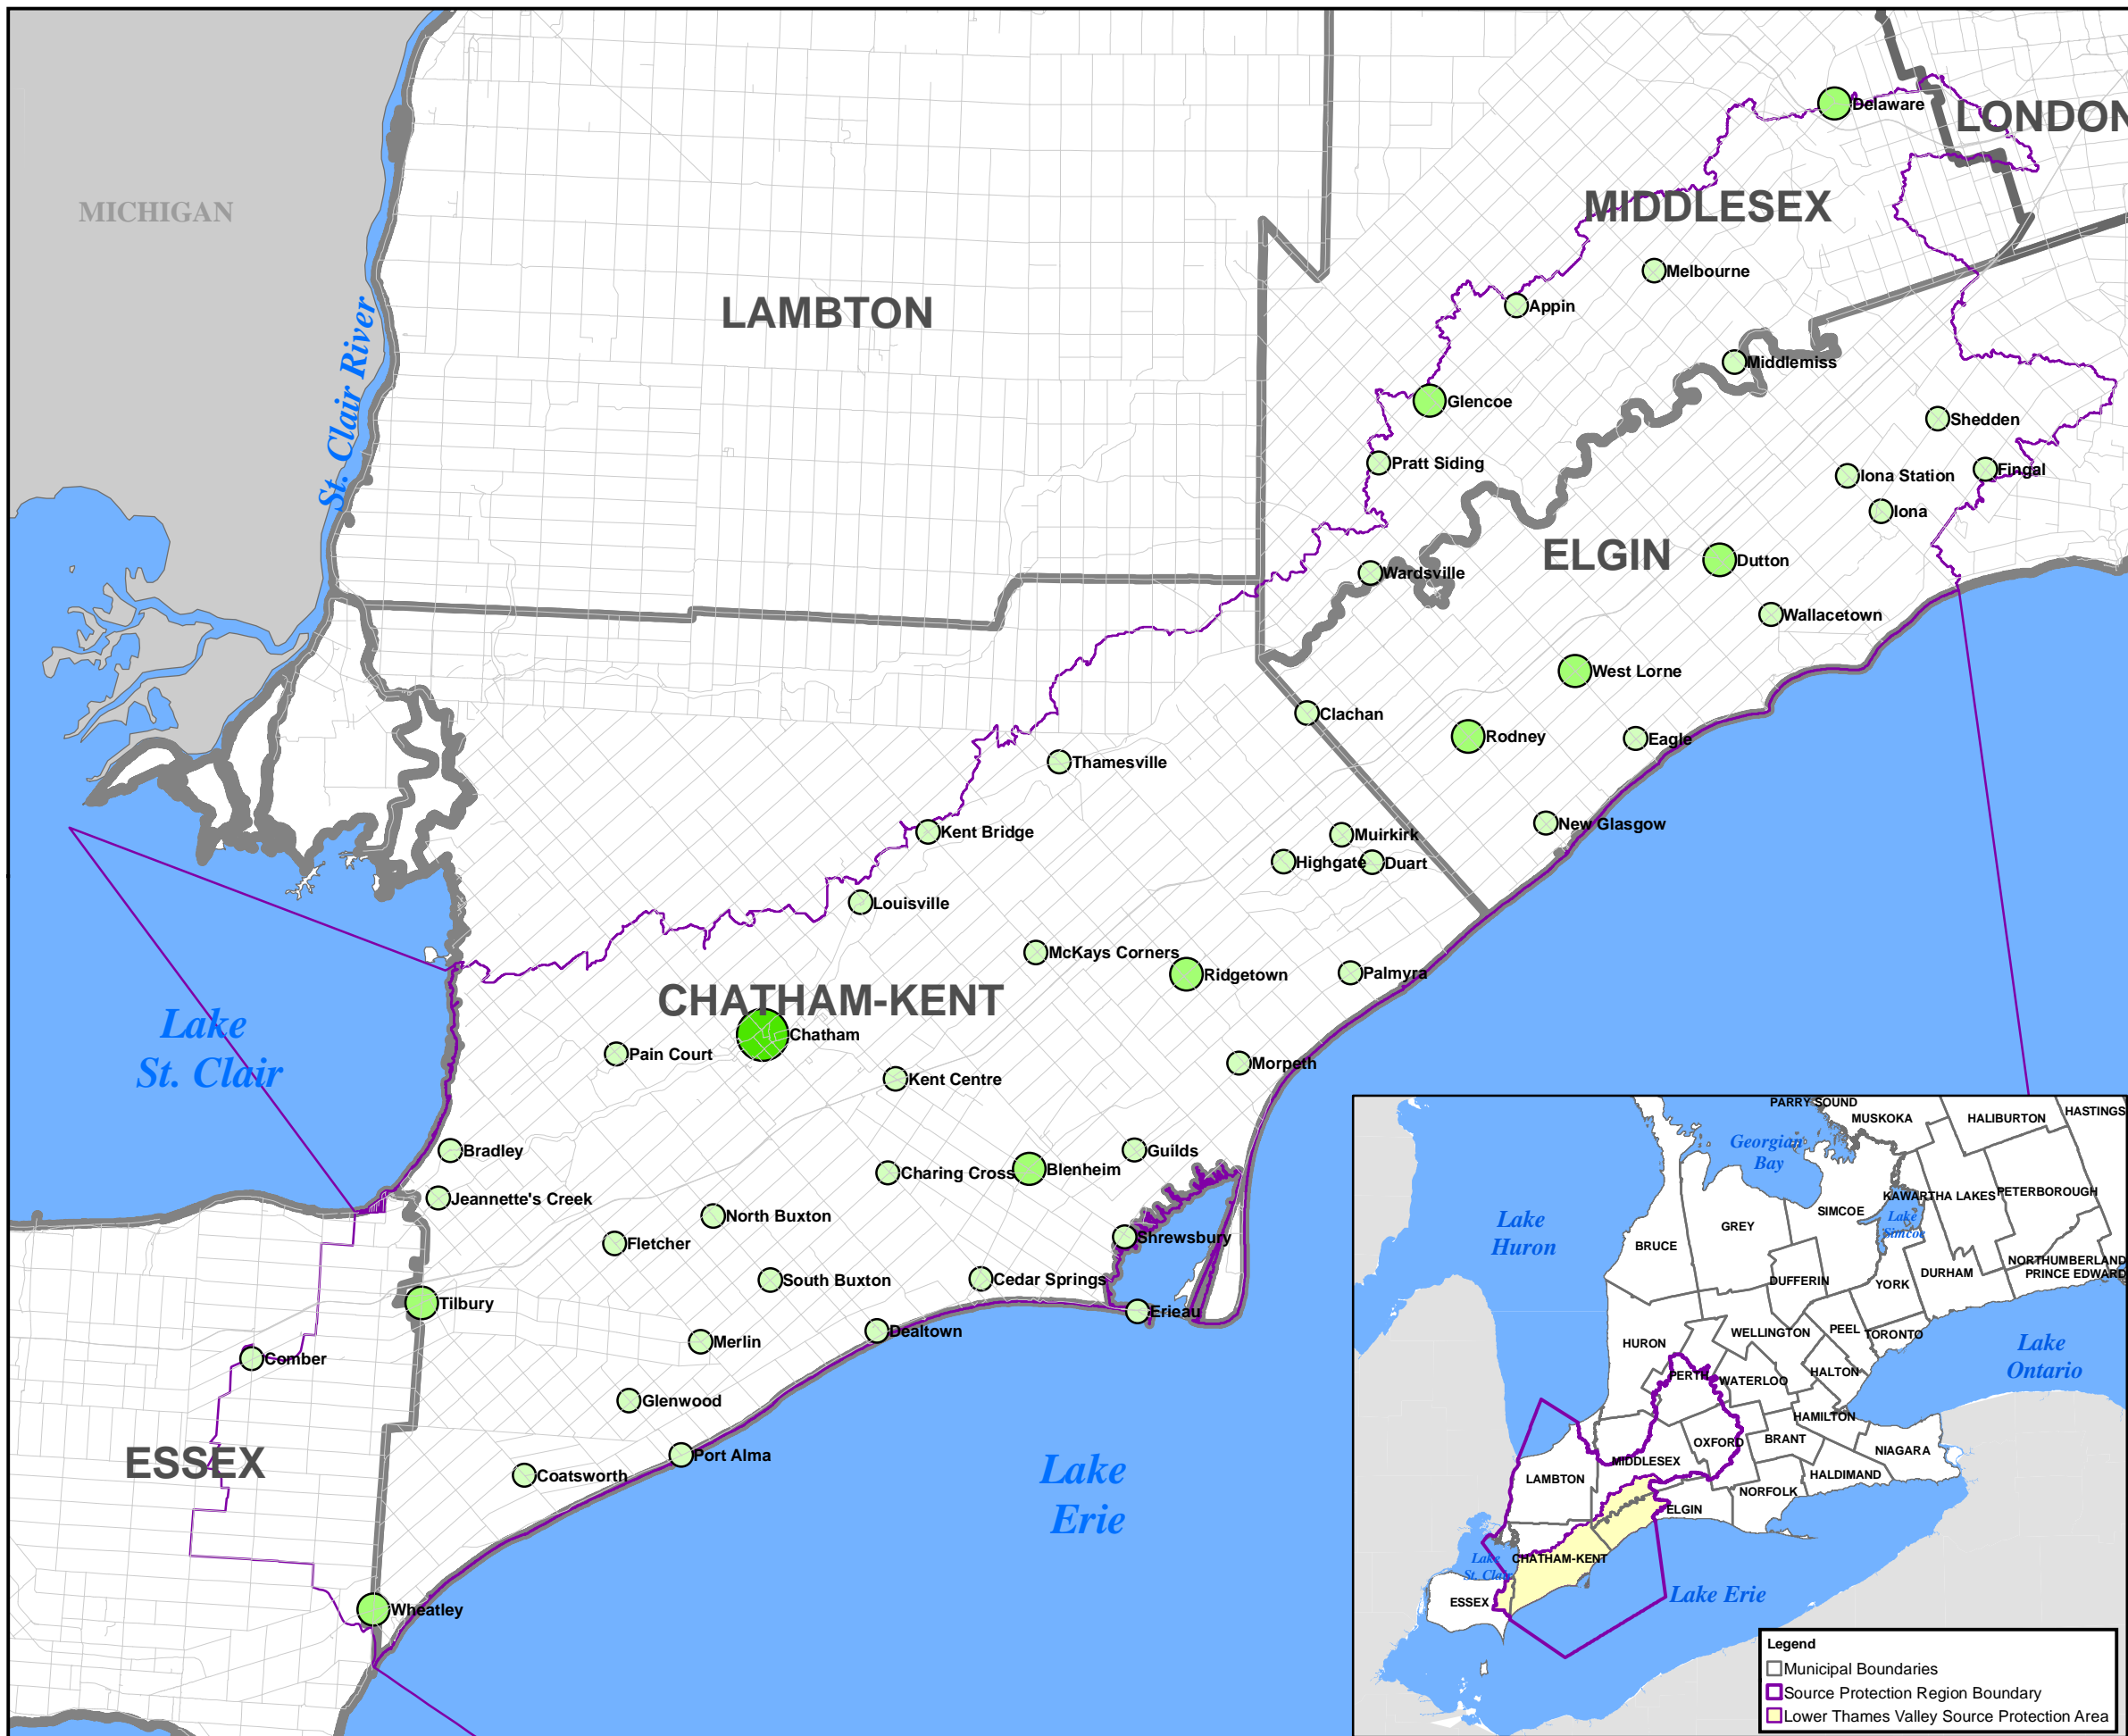 Delaware
LONDON
MICHIGAN
MIDDLESEX
Melbourne
LAMBTON
Appin
St. Clair River
Middlemiss
Glencoe
Shedden
Pratt Siding
Fingal
Iona Station
Iona
ELGIN
Dutton
Wardsville
Wallacetown
West Lorne
Clachan
Rodney
Eagle
Thamesville
New Glasgow
Kent Bridge
Muirkirk
Highgate
Duart
Louisville
McKays Corners
Ridgetown
Palmyra
CHATHAM-KENT
Lake
St. Clair
Chatham
Pain Court
Morpeth
Kent Centre
Bradley
Guilds
Charing Cross
Blenheim
Jeannette's Creek
North Buxton
Shrewsbury
Fletcher
South Buxton
Cedar Springs
Tilbury
Erieau
Dealtown
Merlin
Comber
Glenwood
ESSEX
Port Alma
Coatsworth
Lake
Erie
Wheatley
PARRY SOUND
MUSKOKA
HALIBURTON
HASTINGS
Georgian
Bay
KAWARTHA LAKES
PETERBOROUGH
SIMCOE
Lake
Simcoe
Lake
Huron
GREY
BRUCE
NORTHUMBERLAND
PRINCE EDWARD
DURHAM
DUFFERIN
YORK
PEEL
TORONTO
WELLINGTON
HURON
Lake
Ontario
HALTON
PERTH
WATERLOO
HAMILTON
BRANT
OXFORD
NIAGARA
MIDDLESEX
HALDIMAND
LAMBTON
NORFOLK
ELGIN
CHATHAM-KENT
Lake
St. Clair
Lake Erie
ESSEX
Legend
Municipal Boundaries
Source Protection Region Boundary
Lower Thames Valley Source Protection Area